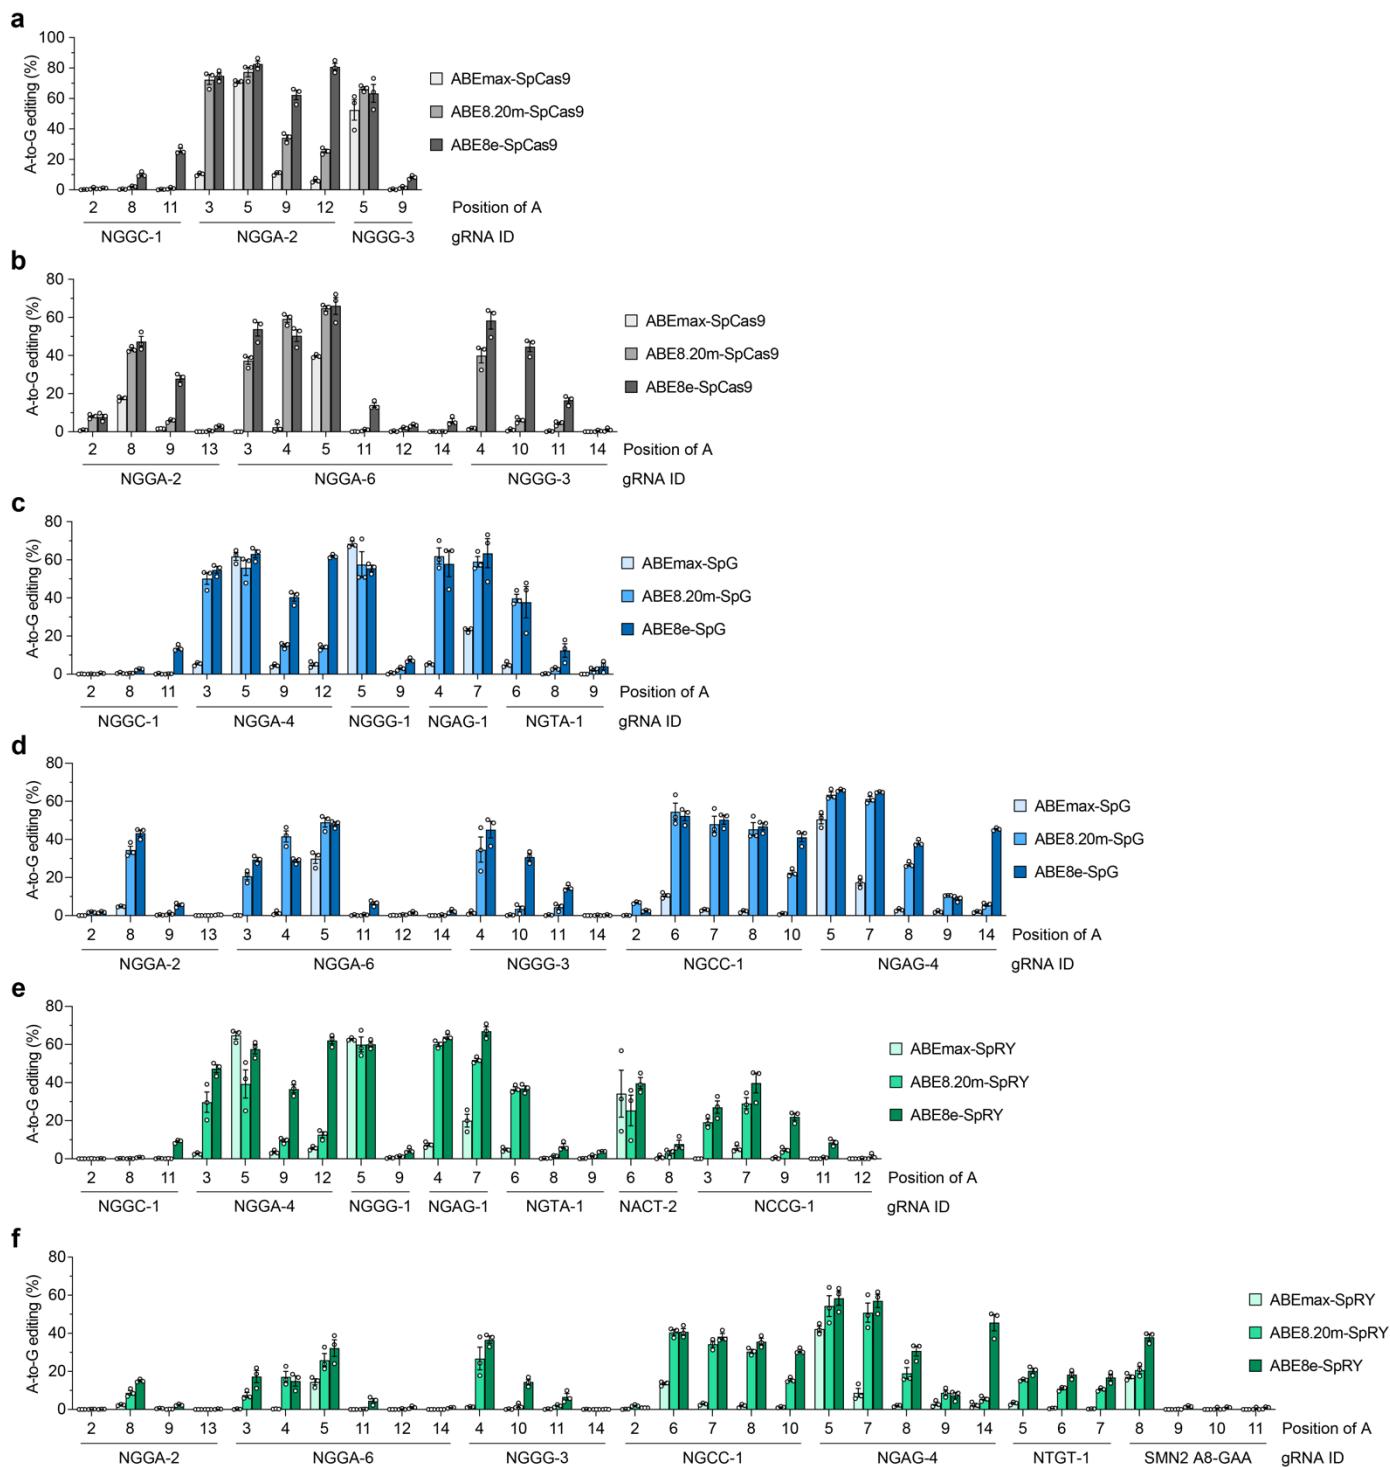 a
A-to-G editing (%)
100
80
60
40
20
0
ABEmax-SpCas9
ABE8.20m-SpCas9
ABE8e-SpCas9
2 8 11 3 5 9 12 5 9 Position of A
NGGC-1 NGGA-2 NGGG-3 gRNA ID
b
A-to-G editing (%)
80
60
40
20
0
ABEmax-SpCas9
ABE8.20m-SpCas9
ABE8e-SpCas9
2 8 9 13 3 4 5 11 12 14 4 10 11 14 Position of A
NGGA-2 NGGA-6 NGGG-3 gRNA ID
c
A-to-G editing (%)
80
60
40
20
0
ABEmax-SpG
ABE8.20m-SpG
ABE8e-SpG
2 8 11 3 5 9 12 5 9 4 7 6 8 9 Position of A
NGGC-1 NGGA-4 NGGG-1 NGAG-1 NGTA-1 gRNA ID
d
A-to-G editing (%)
80
60
40
20
0
ABEmax-SpG
ABE8.20m-SpG
ABE8e-SpG
2 8 9 13 3 4 5 11 12 14 4 10 11 14 2 6 7 8 10 5 7 8 9 14 Position of A
NGGA-2 NGGA-6 NGGG-3 NGCC-1 NGAG-4 gRNA ID
e
A-to-G editing (%)
80
60
40
20
0
ABEmax-SpRY
ABE8.20m-SpRY
ABE8e-SpRY
2 8 11 3 5 9 12 5 9 4 7 6 8 9 6 8 3 7 9 11 12 Position of A
NGGC-1 NGGA-4 NGGG-1 NGAG-1 NGTA-1 NACT-2 NCCG-1 gRNA ID
f
A-to-G editing (%)
80
60
40
20
0
ABEmax-SpRY
ABE8.20m-SpRY
ABE8e-SpRY
2 8 9 13 3 4 5 11 12 14 4 10 11 14 2 6 7 8 10 5 7 8 9 14 5 6 7 8 9 10 11 Position of A
NGGA-2 NGGA-6 NGGG-3 NGCC-1 NGAG-4 NTGT-1 SMN2 A8-GAA gRNA ID